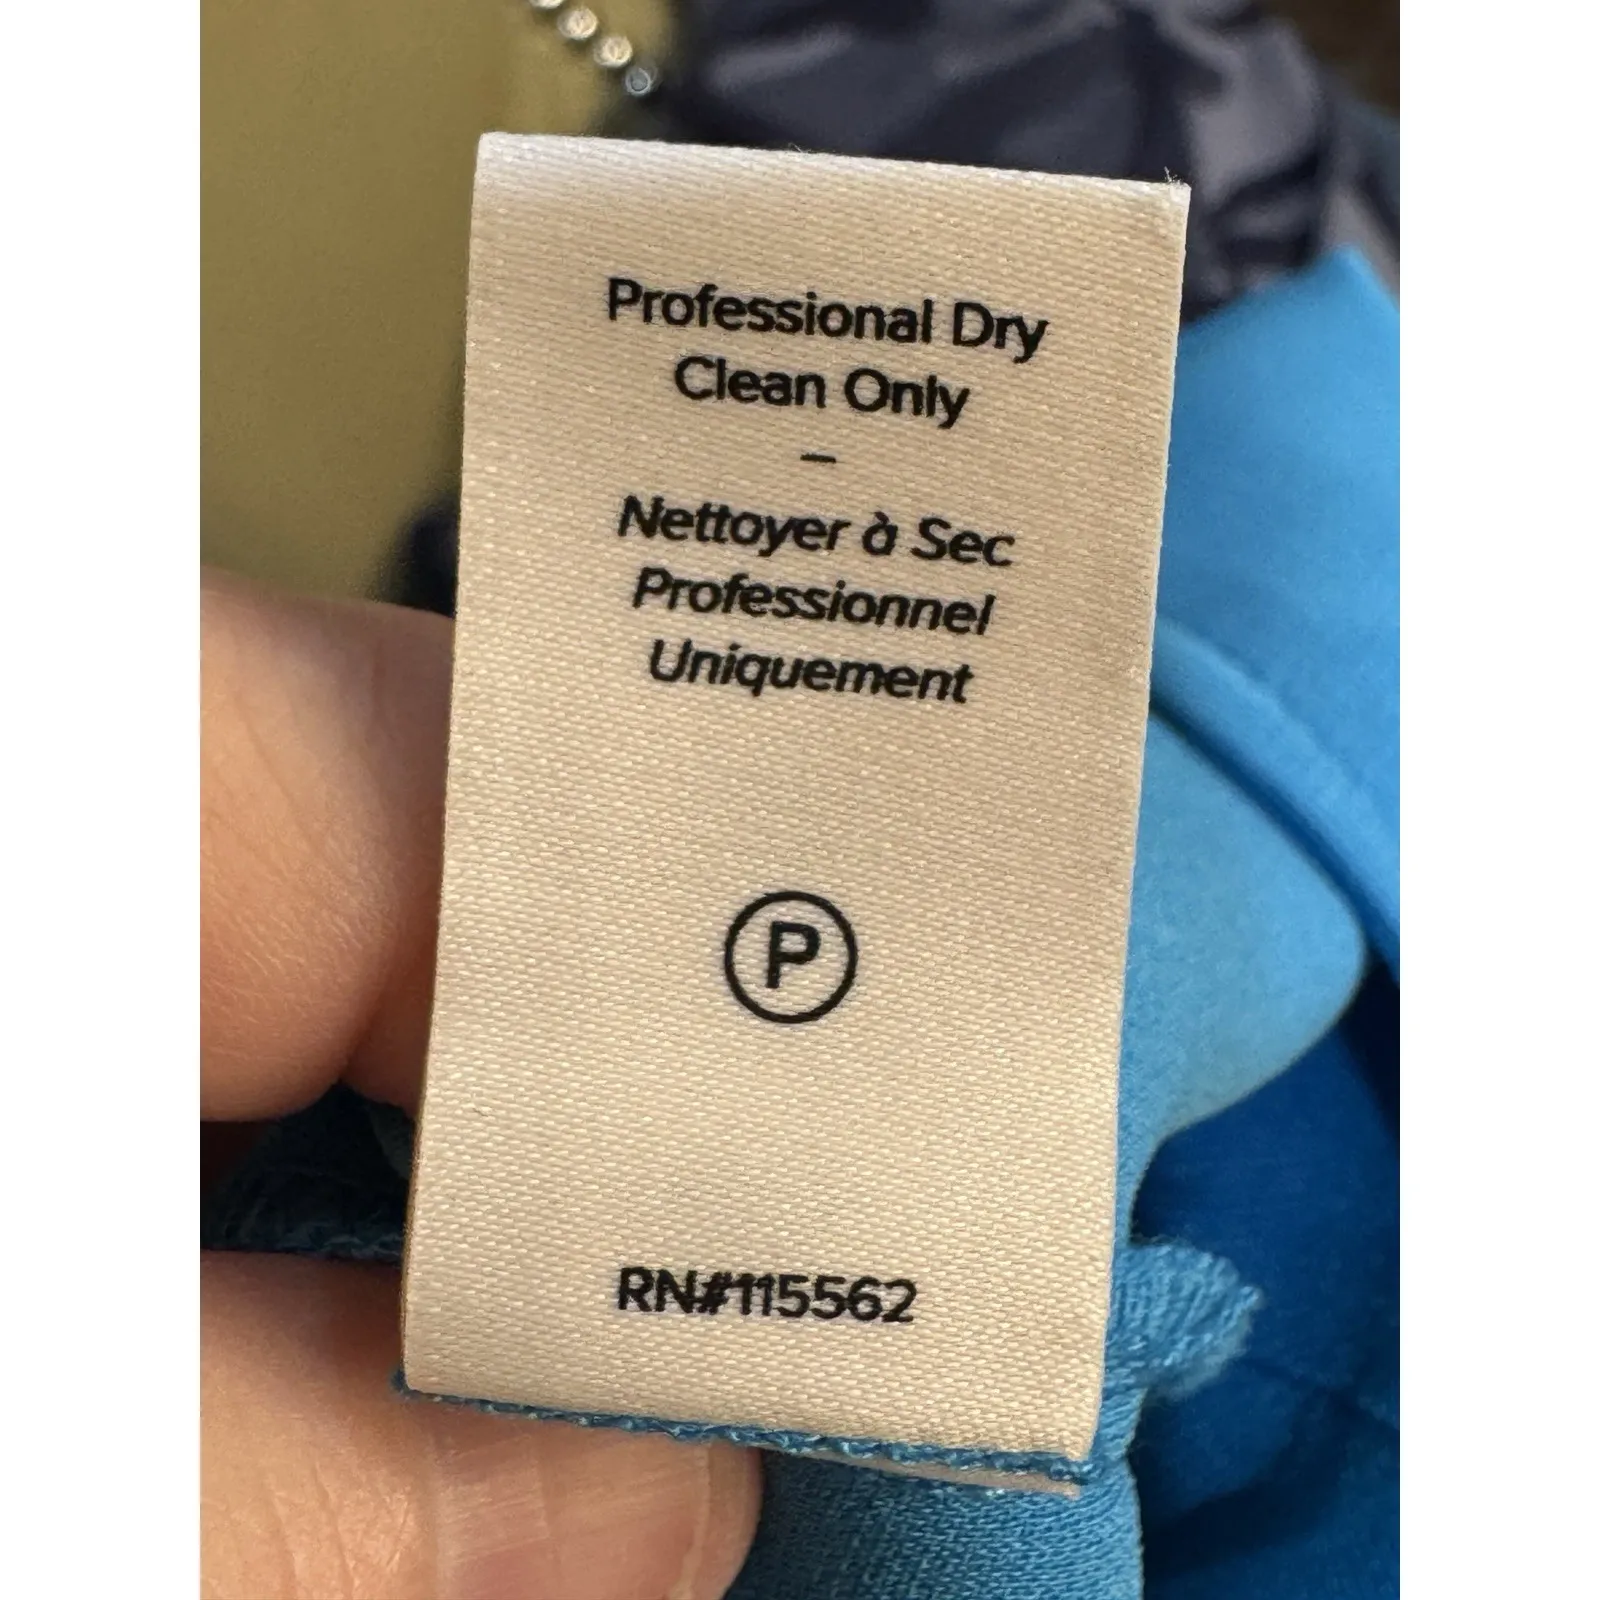 Professional Dry
Clean Only
–
Nettoyer à Sec
Professionnel
Uniquement
P
RN#115562